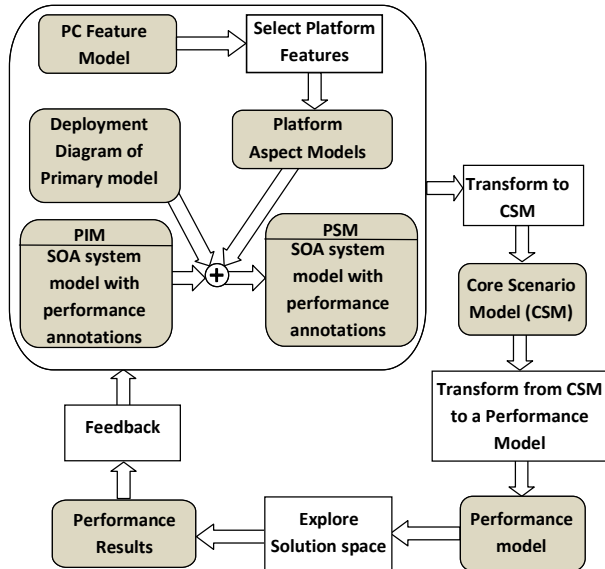 PC Feature
Model
Select Platform
Features
Deployment
Diagram of
Primary model
Platform
Aspect Models
PIM
SOA system
model with
performance
annotations
+
PSM
SOA system
model with
performance
annotations
Transform to
CSM
Core Scenario
Model (CSM)
Transform from CSM
to a Performance
Model
Performance
model
Explore
Solution space
Performance
Results
Feedback